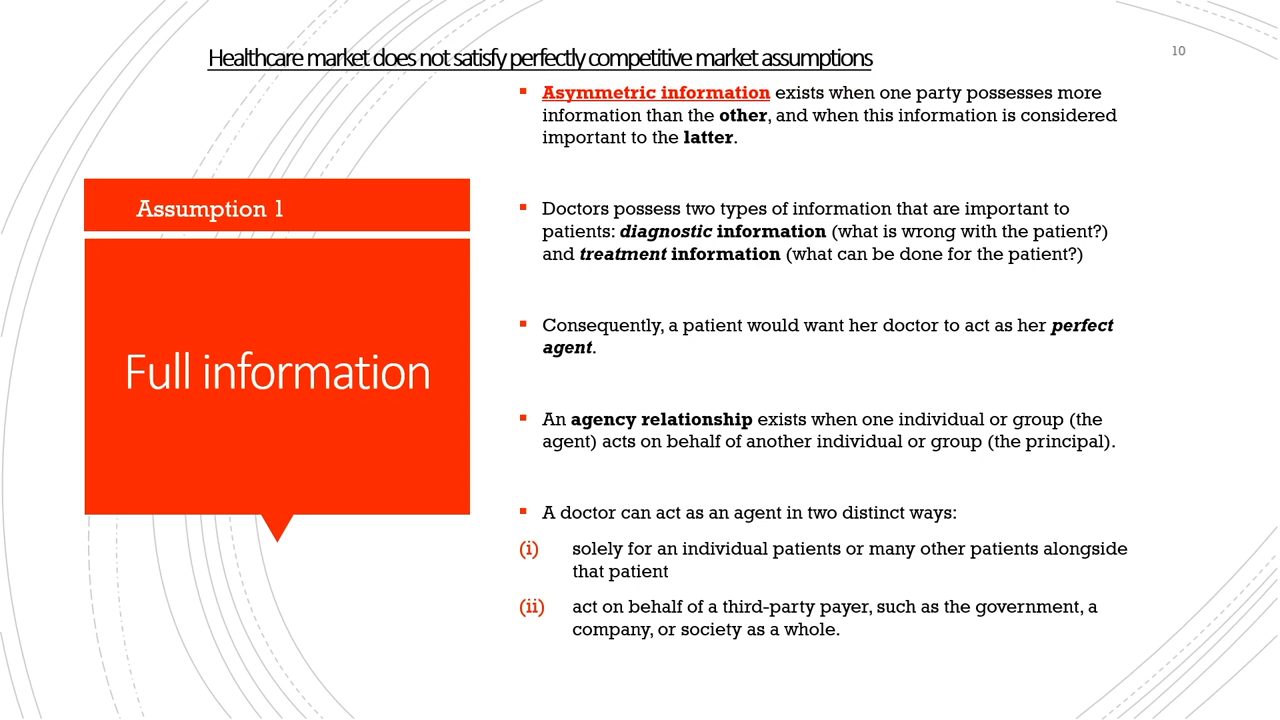 Healthcare market does not satisfy perfectly competitive market assumptions
10
Assumption 1
Full information
▪ Asymmetric information exists when one party possesses more
information than the other, and when this information is considered
important to the latter.
▪ Doctors possess two types of information that are important to
patients: diagnostic information (what is wrong with the patient?)
and treatment information (what can be done for the patient?)
▪ Consequently, a patient would want her doctor to act as her perfect
agent.
▪ An agency relationship exists when one individual or group (the
agent) acts on behalf of another individual or group (the principal).
▪ A doctor can act as an agent in two distinct ways:
(i) solely for an individual patients or many other patients alongside
that patient
(ii) act on behalf of a third-party payer, such as the government, a
company, or society as a whole.